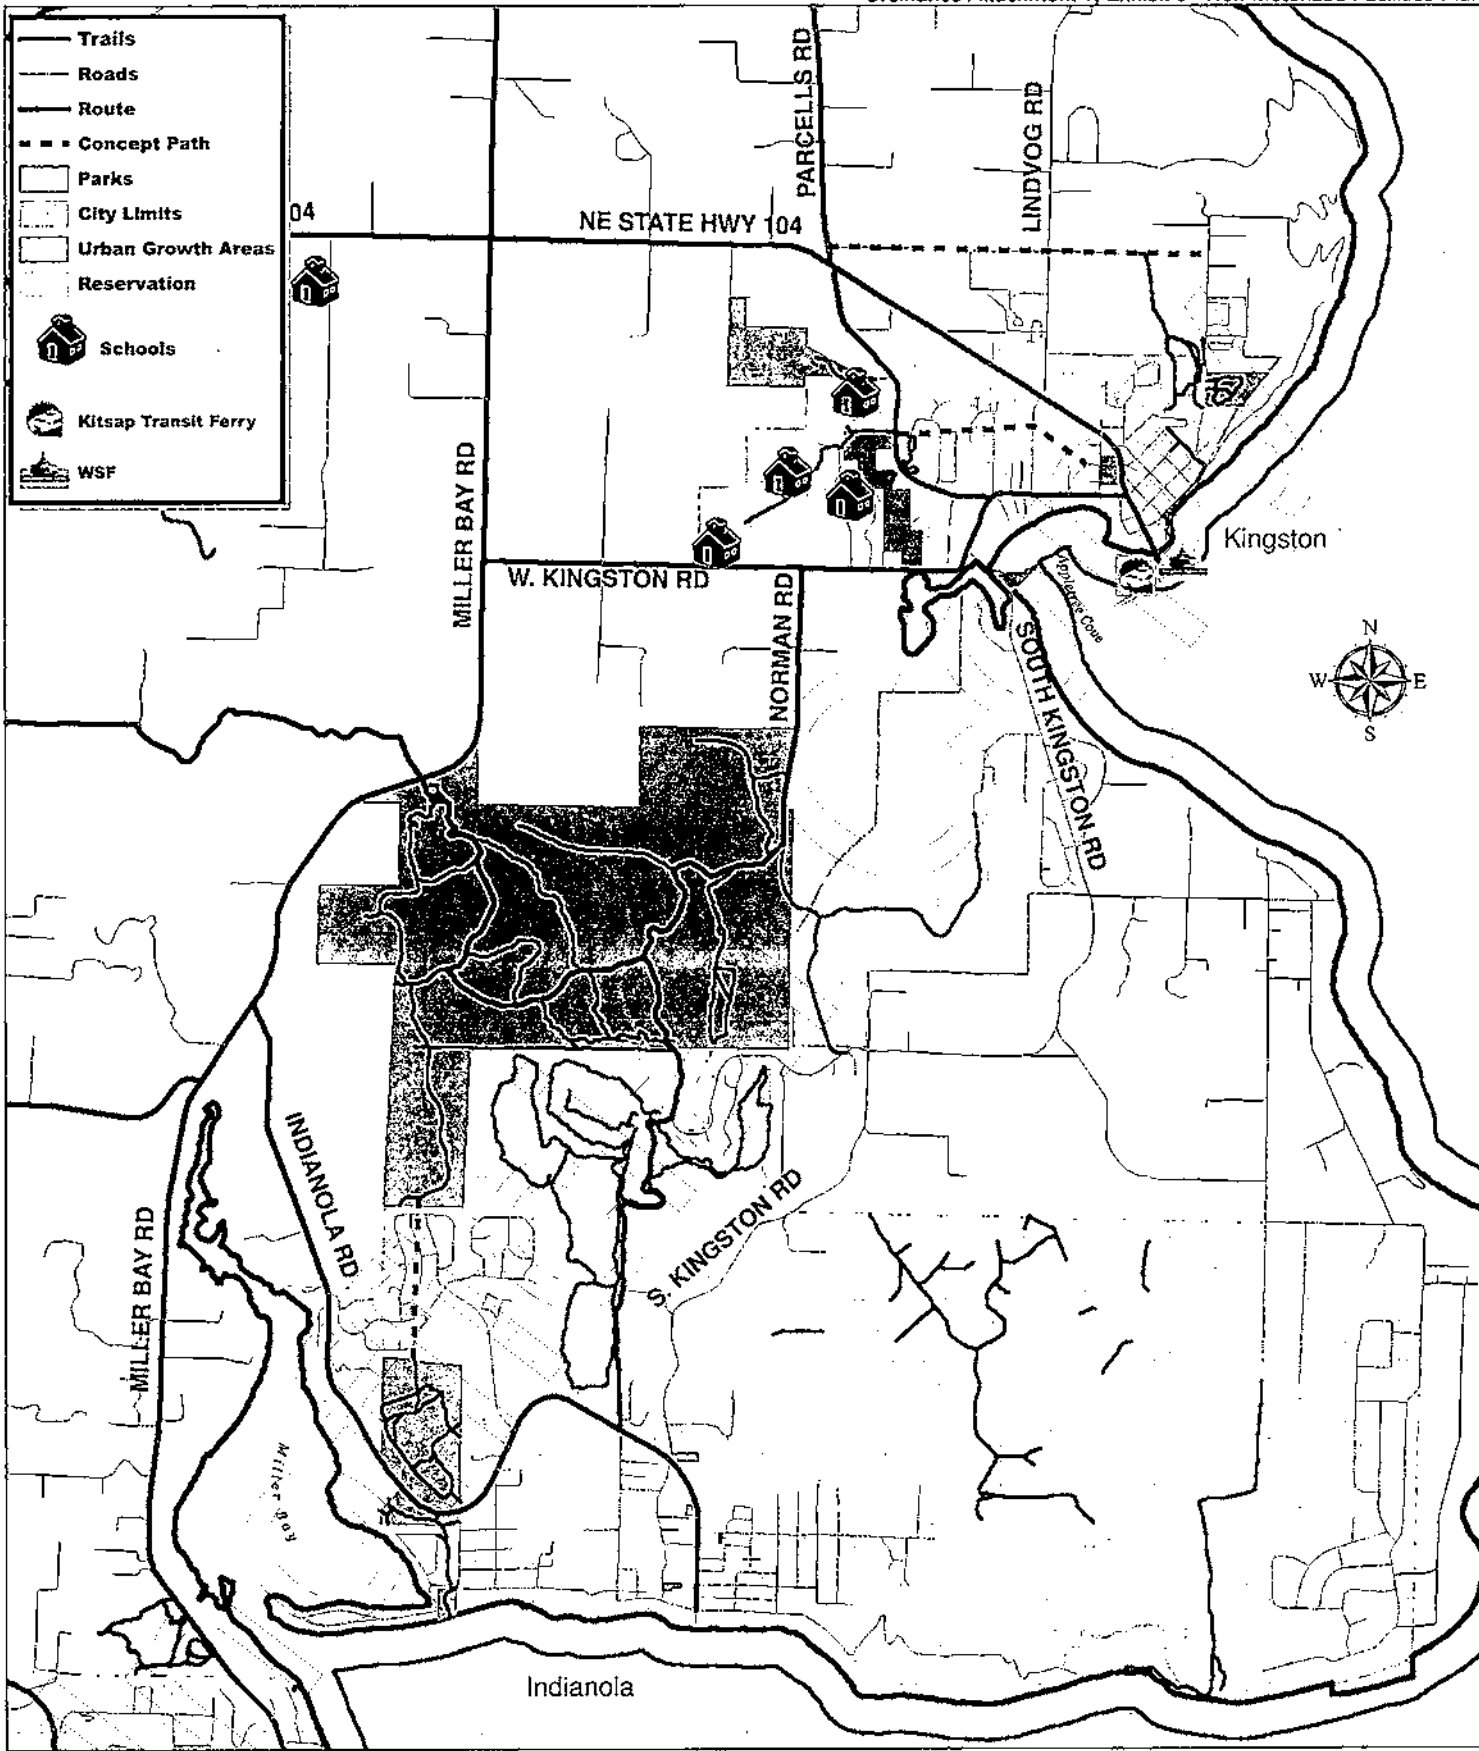 Trails
Roads
Route
Concept Path
Parks
City Limits
Urban Growth Areas
Reservation
Schools
Kitsap Transit Ferry
WSF
04
NE STATE HWY 104
PARCELLS RD
LINDVOG RD
MILLER BAY RD
W. KINGSTON RD
NORMAN RD
Kingston
Appletree Cove
SOUTH KINGSTON RD
N
W
E
S
INDIANOLA RD
MILLER BAY RD
S. KINGSTON RD
Miller Bay
Indianola